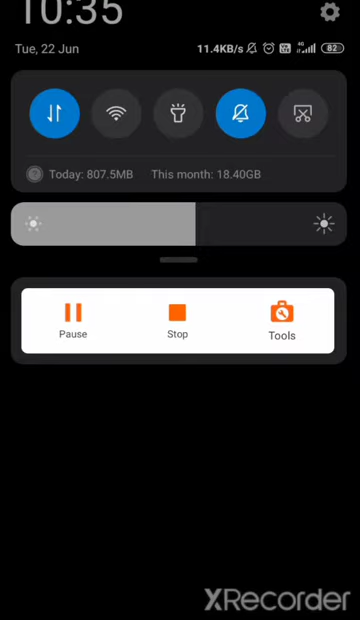 10:35
Tue, 22 Jun 11.4KB/s 4G 82
Today: 807.5MB This month: 18.40GB
Pause Stop Tools
XRecorder